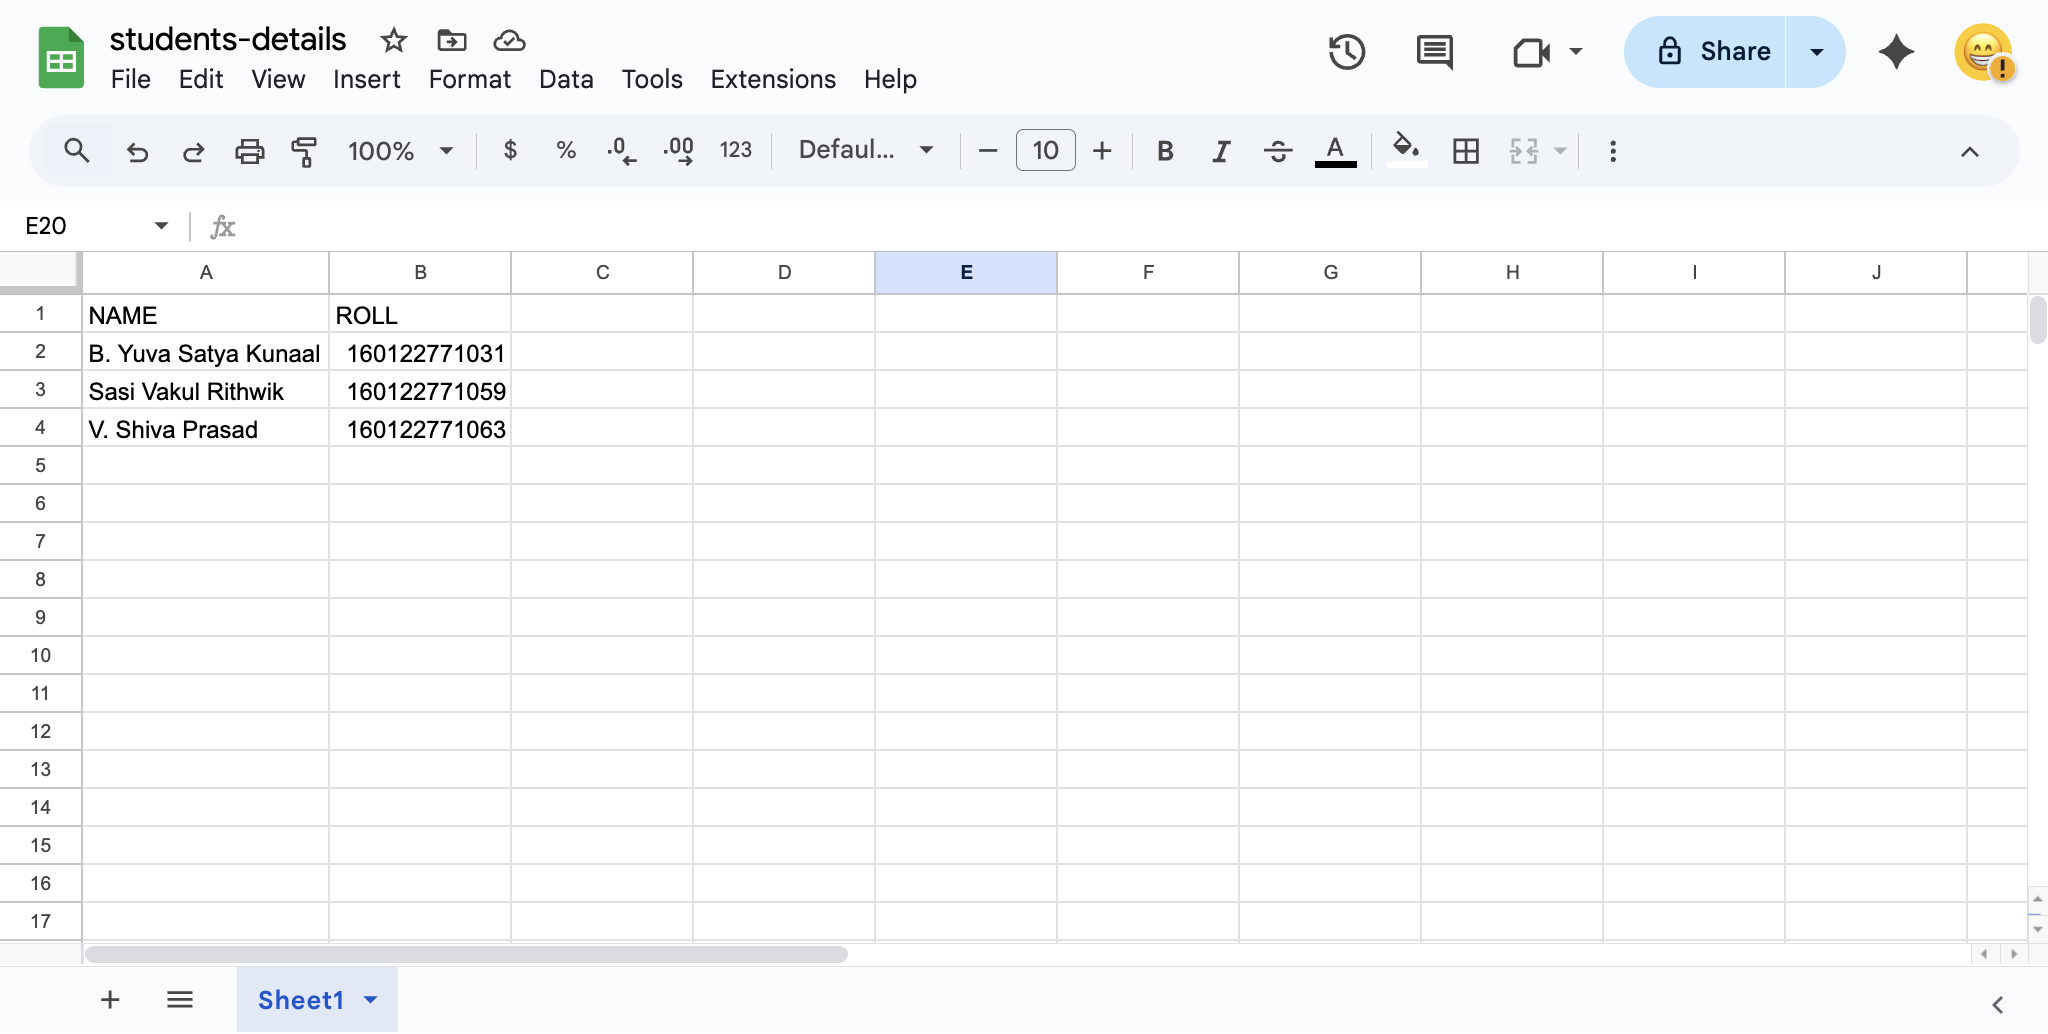 students-details
File Edit View Insert Format Data Tools Extensions Help
Share
100% $ % .0 .00 123 Defaul... 10 B I S A
E20 fx
A B C D E F G H I J
1 NAME ROLL
2 B. Yuva Satya Kunaal 160122771031
3 Sasi Vakul Rithwik 160122771059
4 V. Shiva Prasad 160122771063
5
6
7
8
9
10
11
12
13
14
15
16
17
Sheet1